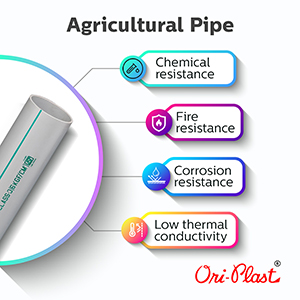 Agricultural Pipe
Chemical
resistance
Fire
resistance
Corrosion
resistance
Low thermal
conductivity
Ori-Plast®